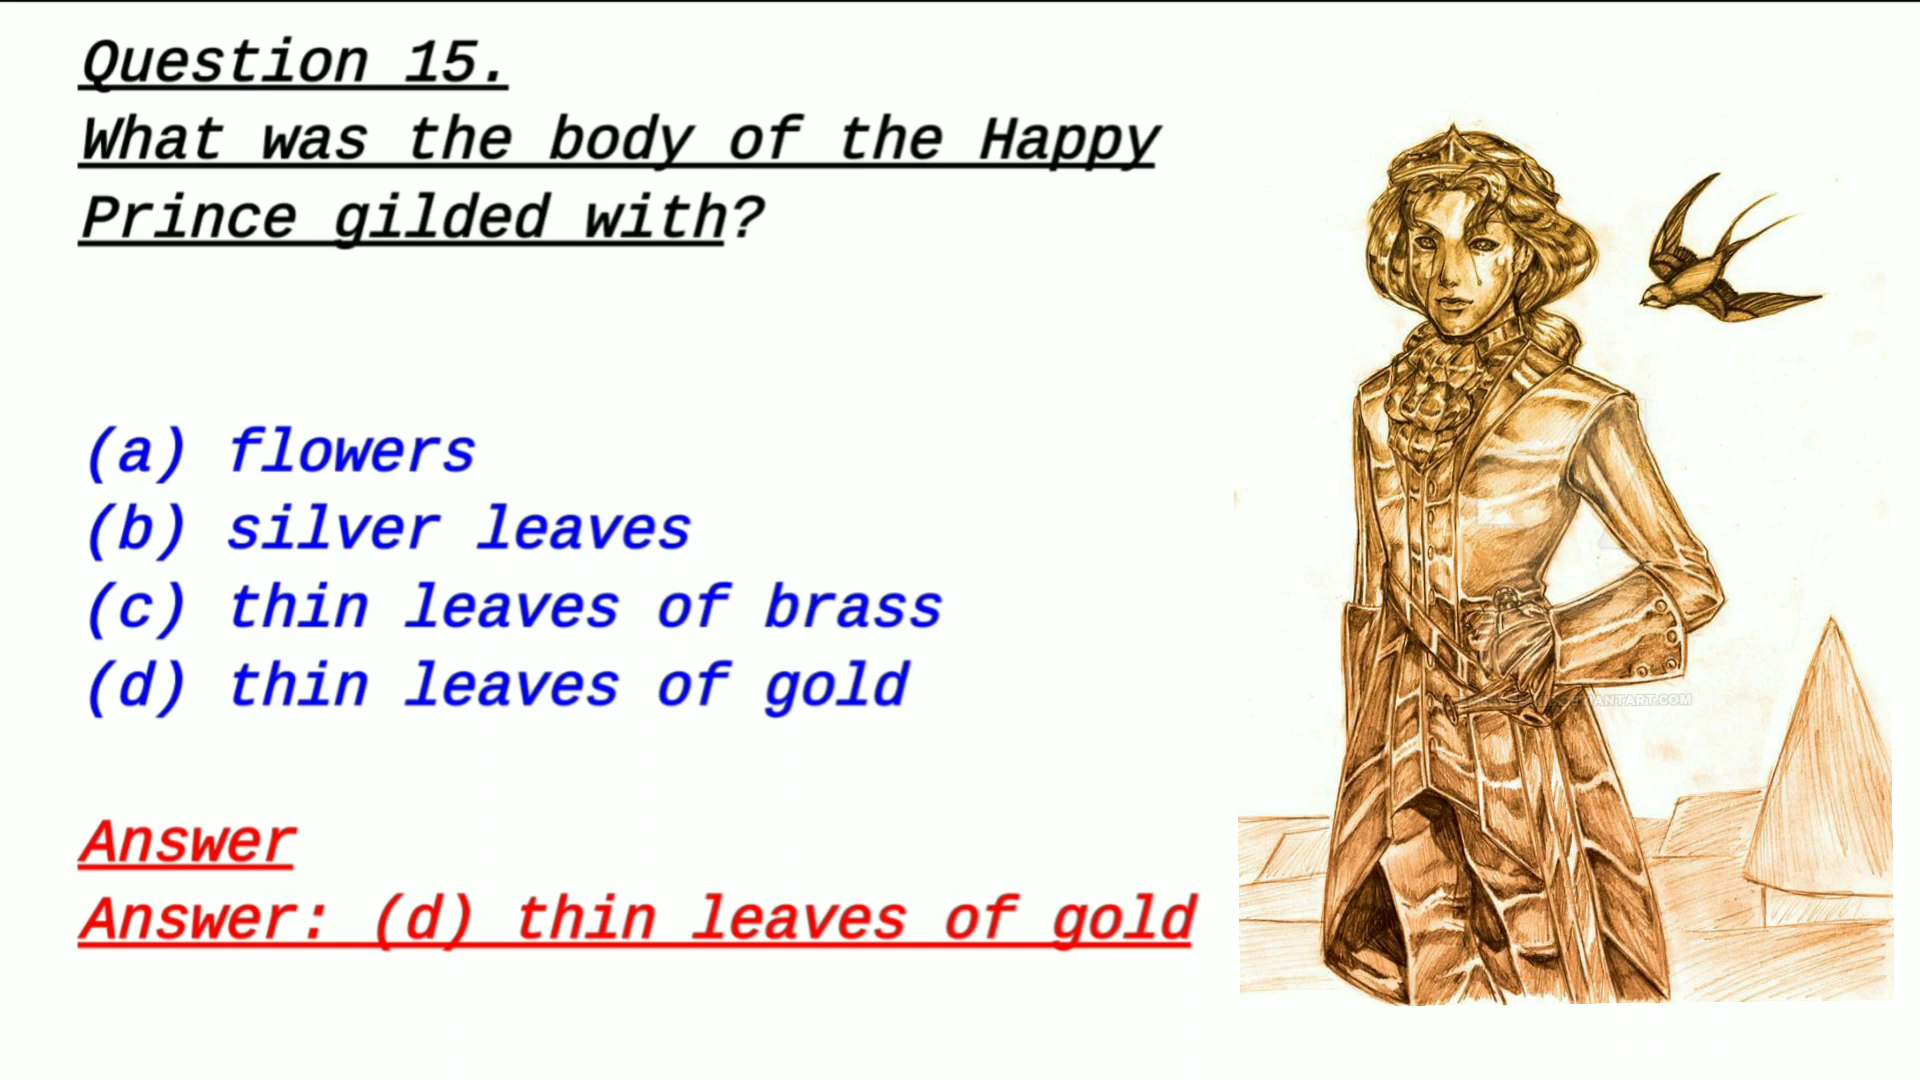 Question 15.
What was the body of the Happy
Prince gilded with?
(a) flowers
(b) silver leaves
(c) thin leaves of brass
(d) thin leaves of gold
Answer
Answer: (d) thin leaves of gold